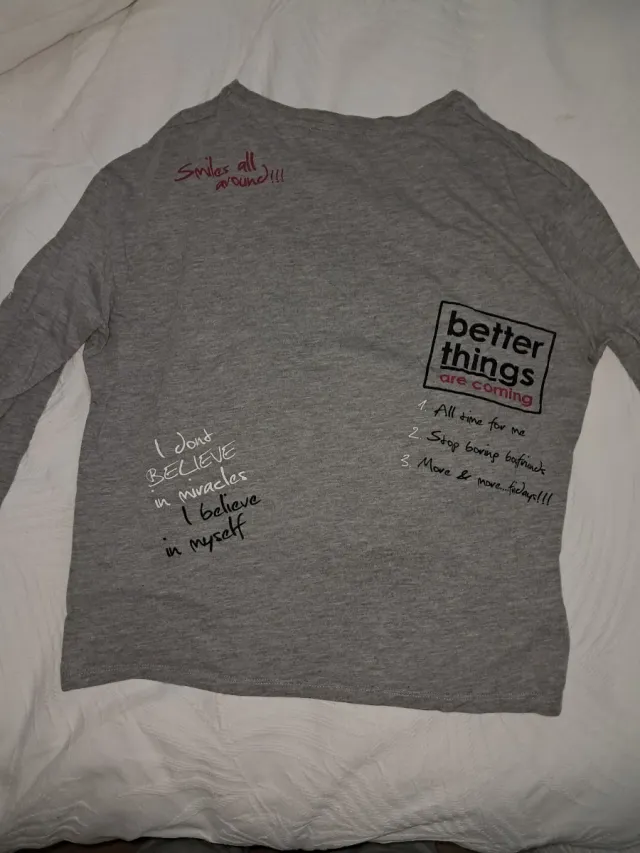 Smiles all
around!!!
better
things
are coming
1. All time for me
2. Stop boring bofriends
3. More & more...fridays!!!
I dont
BELIEVE
in miracles
I believe
in myself